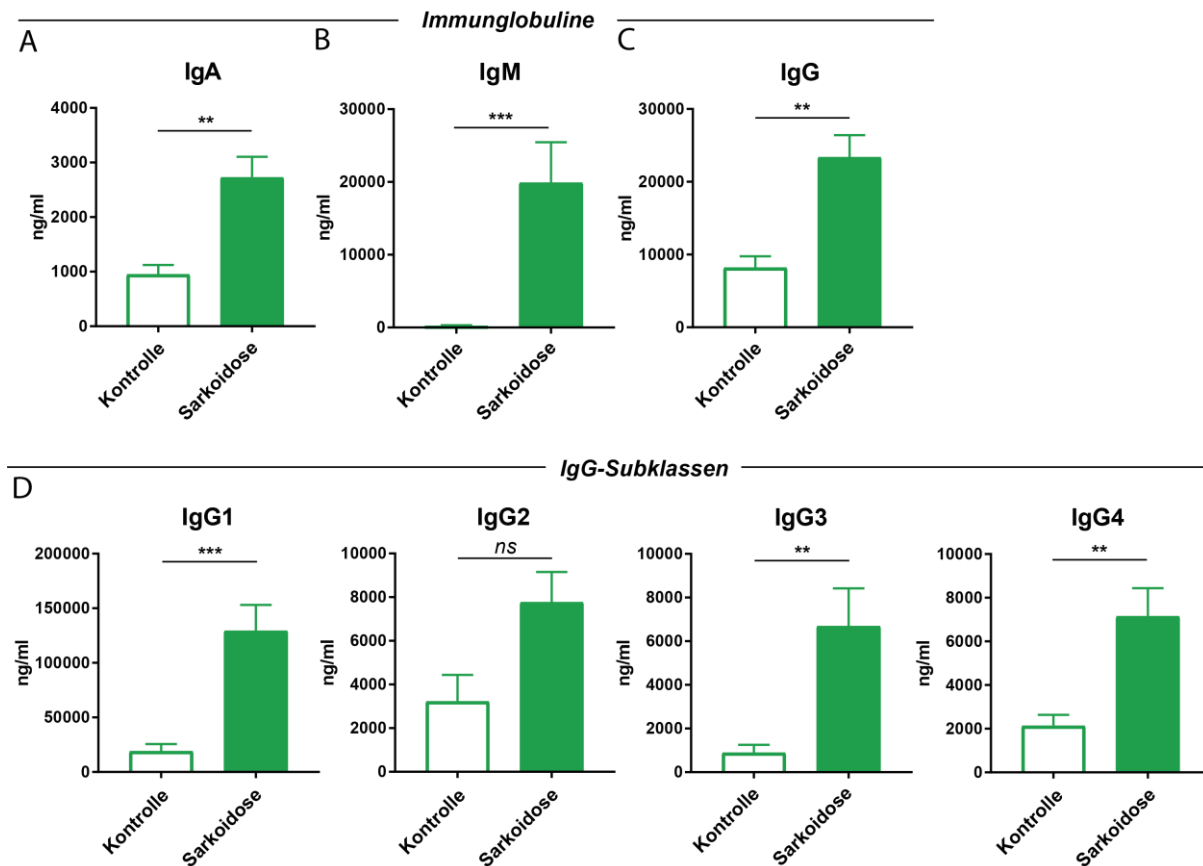 Immunglobuline
A
B
C
IgA
IgM
IgG
4000
3000
2000
1000
0
ng/ml
**
Kontrolle
Sarkoidose
30000
20000
10000
0
ng/ml
***
Kontrolle
Sarkoidose
30000
20000
10000
0
ng/ml
**
Kontrolle
Sarkoidose
IgG-Subklassen
D
IgG1
200000
150000
100000
50000
0
ng/ml
***
Kontrolle
Sarkoidose
IgG2
10000
8000
6000
4000
2000
0
ng/ml
ns
Kontrolle
Sarkoidose
IgG3
10000
8000
6000
4000
2000
0
ng/ml
**
Kontrolle
Sarkoidose
IgG4
10000
8000
6000
4000
2000
0
ng/ml
**
Kontrolle
Sarkoidose